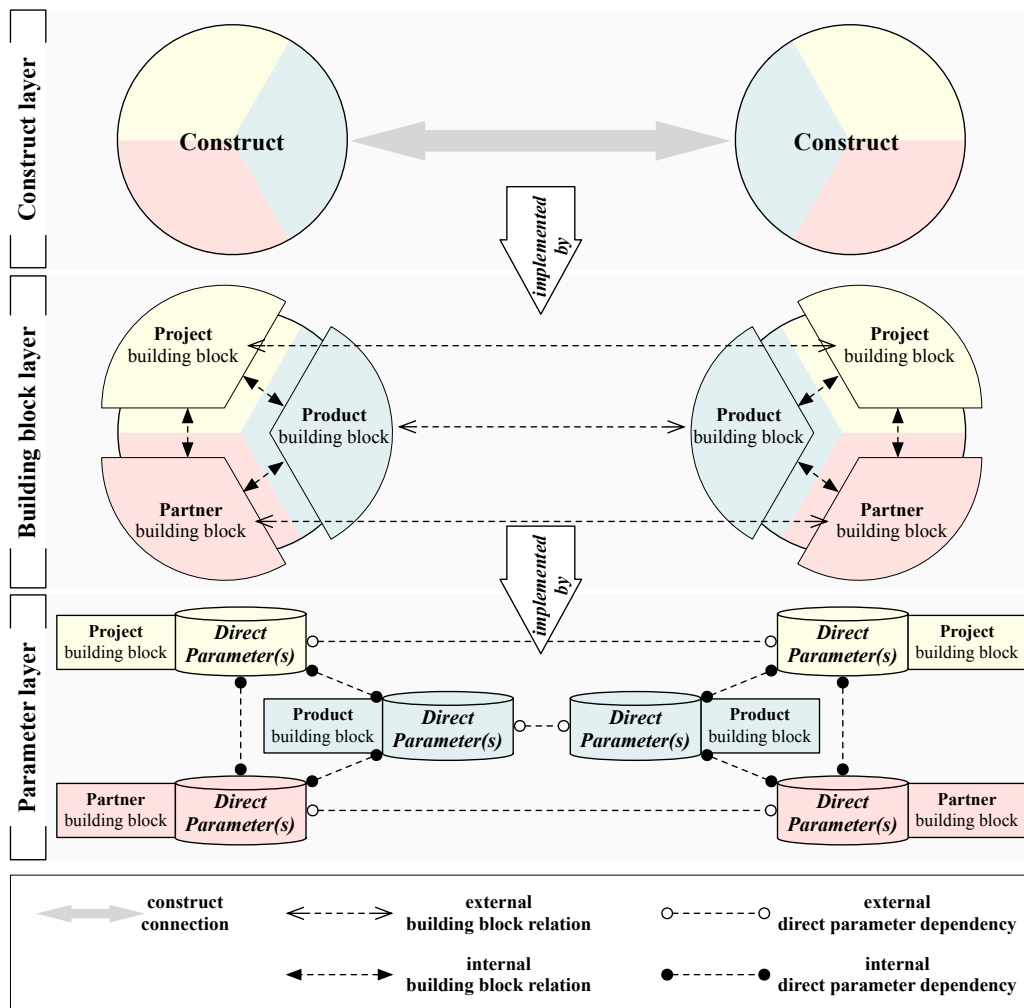 Construct layer
Construct
Construct
implemented
by
Building block layer
Project
building block
Project
building block
Product
building block
Product
building block
Partner
building block
Partner
building block
implemented
by
Parameter layer
Project
building block
Direct
Parameter(s)
Direct
Parameter(s)
Project
building block
Product
building block
Direct
Parameter(s)
Direct
Parameter(s)
Product
building block
Partner
building block
Direct
Parameter(s)
Direct
Parameter(s)
Partner
building block
construct
connection
external
building block relation
external
direct parameter dependency
internal
building block relation
internal
direct parameter dependency